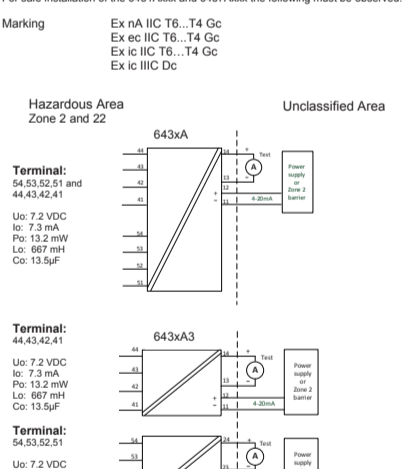 Marking
Ex nA IIC T6...T4 Gc
Ex ec IIC T6...T4 Gc
Ex ic IIC T6...T4 Gc
Ex ic IIIC Dc
Hazardous Area
Zone 2 and 22
Unclassified Area
643xA
Terminal:
54,53,52,51 and
44,43,42,41
Uo: 7.2 VDC
Io: 7.3 mA
Po: 13.2 mW
Lo: 667 mH
Co: 13.5µF
44
43
42
41
54
53
52
51
14
13
12
11
+
-
+
-
Test
A
4-20mA
Power
supply
or
Zone 2
barrier
Terminal:
44,43,42,41
Uo: 7.2 VDC
Io: 7.3 mA
Po: 13.2 mW
Lo: 667 mH
Co: 13.5µF
643xA3
44
43
42
41
14
13
12
11
+
-
+
-
Test
A
4-20mA
Power
supply
or
Zone 2
barrier
Terminal:
54,53,52,51
Uo: 7.2 VDC
54
53
24
+
Test
A
Power
supply